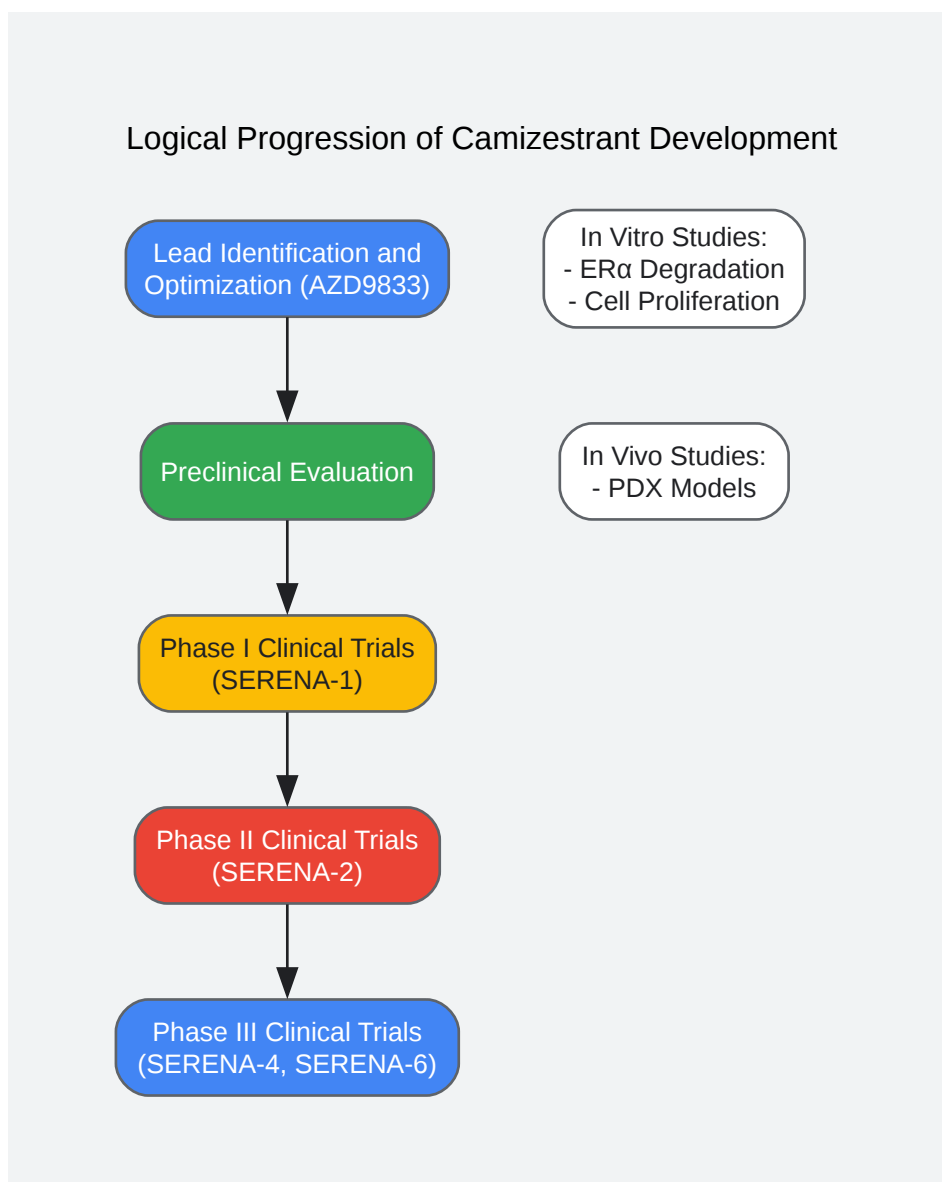 Logical Progression of Camizestrant Development
Lead Identification and
Optimization (AZD9833)
In Vitro Studies:
- ERα Degradation
- Cell Proliferation
Preclinical Evaluation
In Vivo Studies:
- PDX Models
Phase I Clinical Trials
(SERENA-1)
Phase II Clinical Trials
(SERENA-2)
Phase III Clinical Trials
(SERENA-4, SERENA-6)